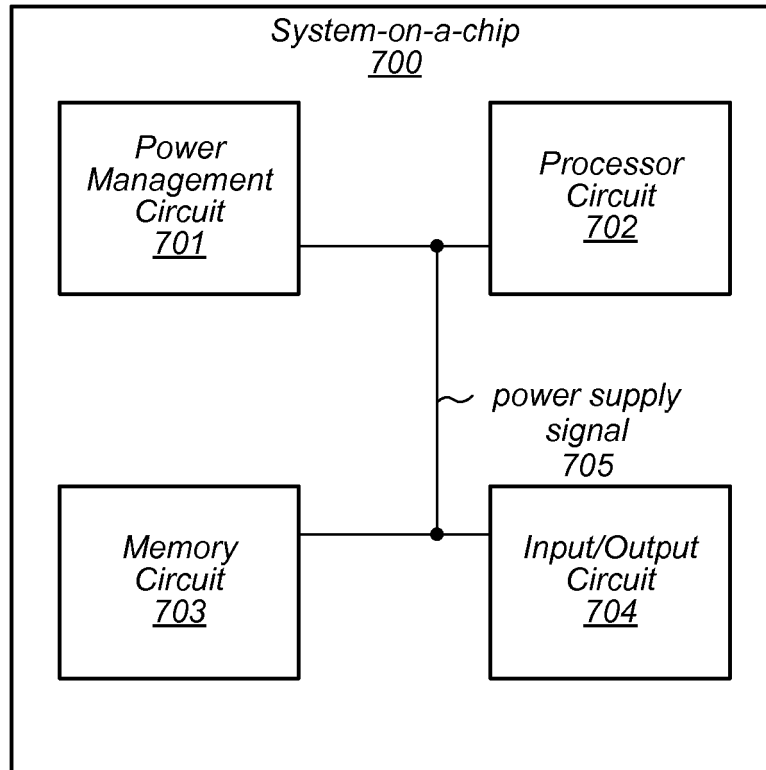 System-on-a-chip
700
Power
Management
Circuit
701
Processor
Circuit
702
power supply
signal
705
Memory
Circuit
703
Input/Output
Circuit
704